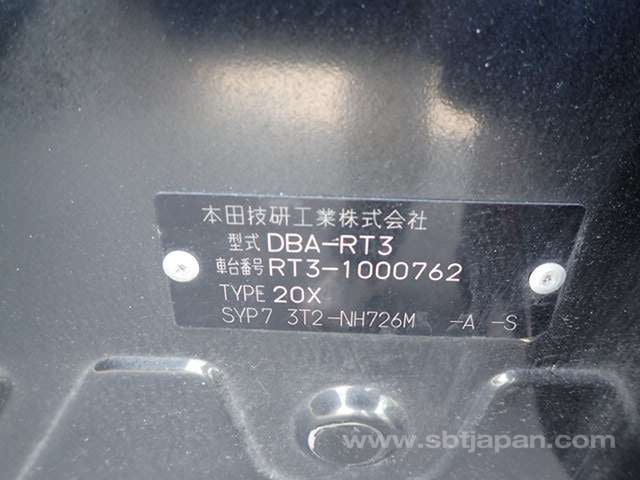 本田技研工業株式会社
型式 DBA-RT3
車台番号 RT3-1000762
TYPE 20X
SYP7 3T2-NH726M -A -S
www.sbtjapan.com